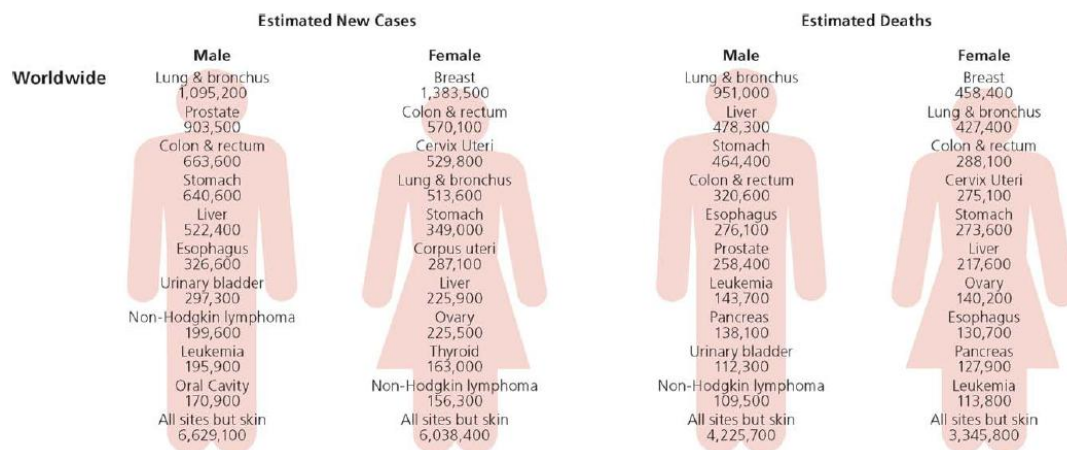 Estimated New Cases
Estimated Deaths
Worldwide
Male
Lung & bronchus
1,095,200
Prostate
903,500
Colon & rectum
663,600
Stomach
640,600
Liver
522,400
Esophagus
326,600
Urinary bladder
297,300
Non-Hodgkin lymphoma
199,600
Leukemia
195,900
Oral Cavity
170,900
All sites but skin
6,629,100
Female
Breast
1,383,500
Colon & rectum
570,100
Cervix Uteri
529,800
Lung & bronchus
513,600
Stomach
349,000
Corpus uteri
287,100
Liver
225,900
Ovary
225,500
Thyroid
163,000
Non-Hodgkin lymphoma
156,300
All sites but skin
6,038,400
Male
Lung & bronchus
951,000
Liver
478,300
Stomach
464,400
Colon & rectum
320,600
Esophagus
276,100
Prostate
258,400
Leukemia
143,700
Pancreas
138,100
Urinary bladder
112,300
Non-Hodgkin lymphoma
109,500
All sites but skin
4,225,700
Female
Breast
458,400
Lung & bronchus
427,400
Colon & rectum
288,100
Cervix Uteri
275,100
Stomach
273,600
Liver
217,600
Ovary
140,200
Esophagus
130,700
Pancreas
127,900
Leukemia
113,800
All sites but skin
3,345,800